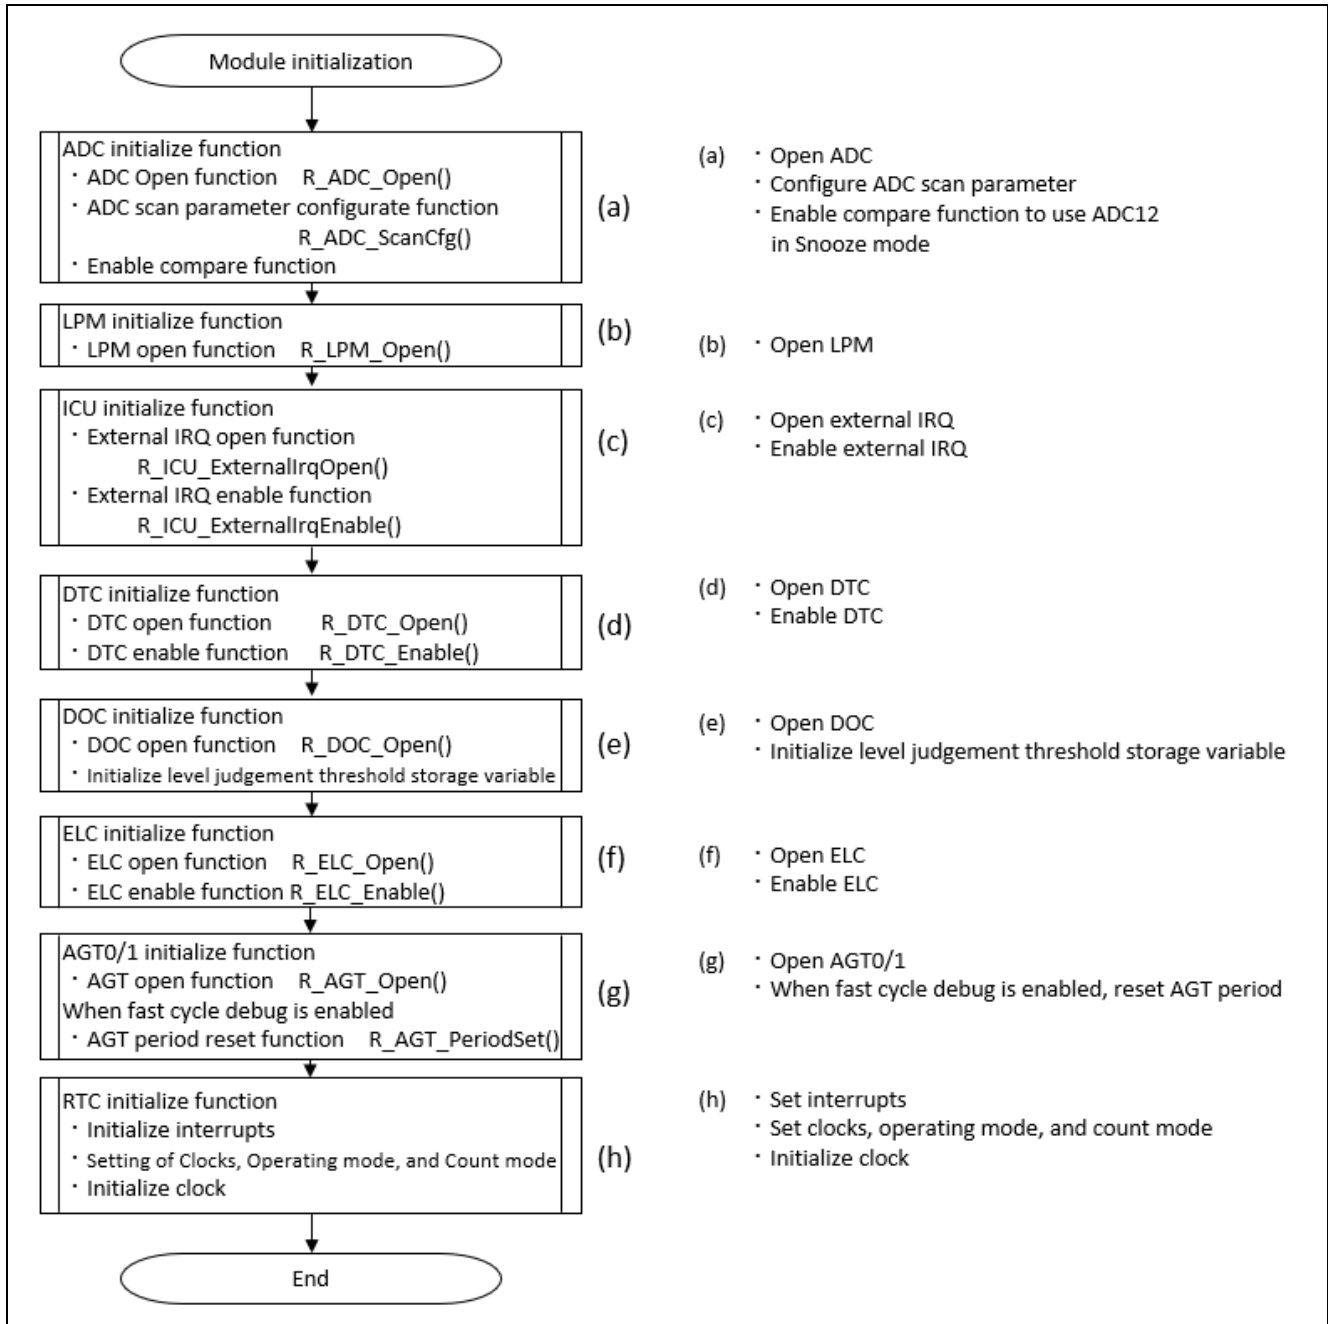 Module initialization
ADC initialize function
・ADC Open function R_ADC_Open()
・ADC scan parameter configurate function
R_ADC_ScanCfg()
・Enable compare function
(a)
LPM initialize function
・LPM open function R_LPM_Open()
(b)
ICU initialize function
・External IRQ open function
R_ICU_ExternalIrqOpen()
・External IRQ enable function
R_ICU_ExternalIrqEnable()
(c)
DTC initialize function
・DTC open function R_DTC_Open()
・DTC enable function R_DTC_Enable()
(d)
DOC initialize function
・DOC open function R_DOC_Open()
・Initialize level judgement threshold storage variable
(e)
ELC initialize function
・ELC open function R_ELC_Open()
・ELC enable function R_ELC_Enable()
(f)
AGT0/1 initialize function
・AGT open function R_AGT_Open()
When fast cycle debug is enabled
・AGT period reset function R_AGT_PeriodSet()
(g)
RTC initialize function
・Initialize interrupts
・Setting of Clocks, Operating mode, and Count mode
・Initialize clock
(h)
End
(a) ・Open ADC
・Configure ADC scan parameter
・Enable compare function to use ADC12
in Snooze mode
(b) ・Open LPM
(c) ・Open external IRQ
・Enable external IRQ
(d) ・Open DTC
・Enable DTC
(e) ・Open DOC
・Initialize level judgement threshold storage variable
(f) ・Open ELC
・Enable ELC
(g) ・Open AGT0/1
・When fast cycle debug is enabled, reset AGT period
(h) ・Set interrupts
・Set clocks, operating mode, and count mode
・Initialize clock